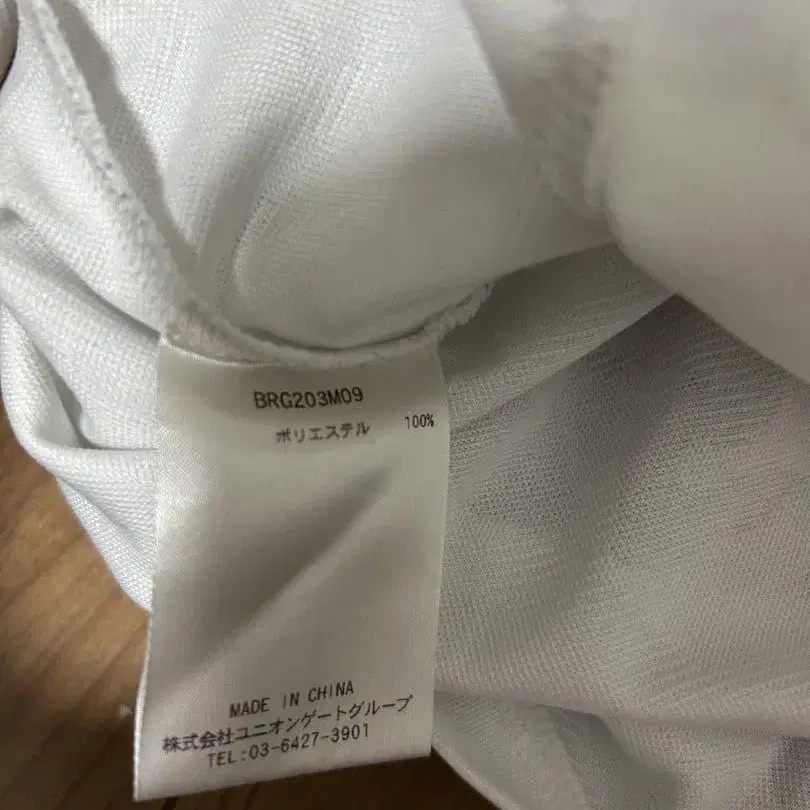 BRG203M09
ポリエステル 100%
MADE IN CHINA
株式会社ユニオンゲートグループ
TEL:03-6427-3901